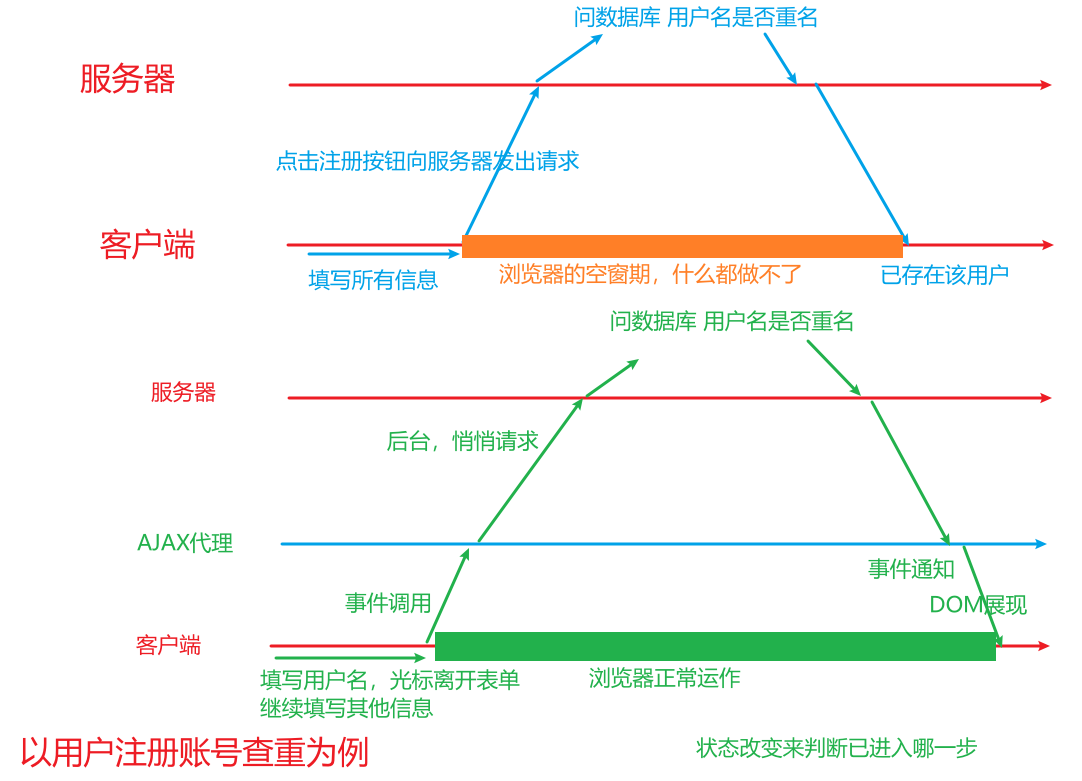 问数据库 用户名是否重名
服务器
点击注册按钮向服务器发出请求
客户端
填写所有信息
浏览器的空窗期，什么都做不了
已存在该用户
问数据库 用户名是否重名
服务器
后台，悄悄请求
AJAX代理
事件通知
事件调用
DOM展现
客户端
填写用户名，光标离开表单
继续填写其他信息
浏览器正常运作
以用户注册账号查重为例
状态改变来判断已进入哪一步